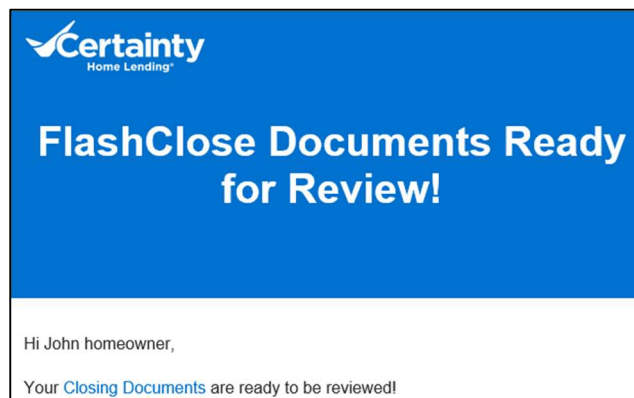 Certainty
Home Lending®
FlashClose Documents Ready
for Review!
Hi John homeowner,
Your Closing Documents are ready to be reviewed!